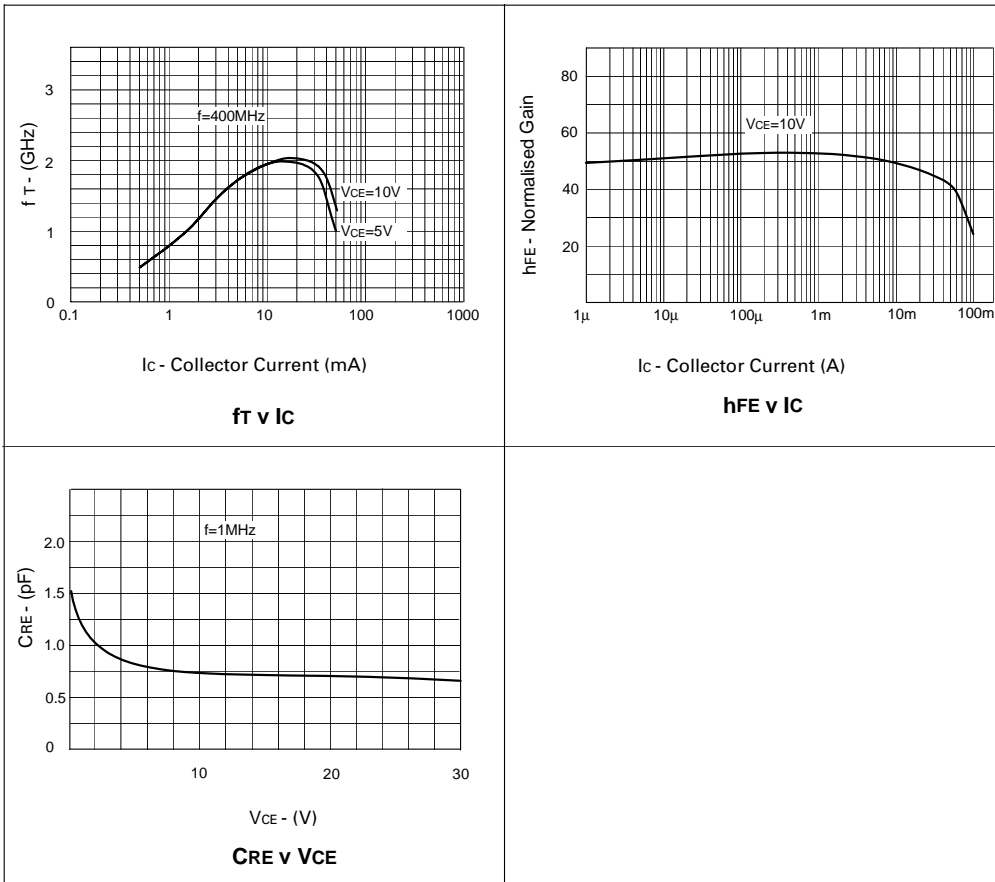 fT - (GHz)
3
2
1
0
f=400MHz
VCE=10V
VCE=5V
0.1 1 10 100 1000
IC - Collector Current (mA)
fT v IC
hFE - Normalised Gain
80
60
40
20
VCE=10V
1µ 10µ 100µ 1m 10m 100m
IC - Collector Current (A)
hFE v IC
CRE - (pF)
2.0
1.5
1.0
0.5
0
f=1MHz
10 20 30
VCE - (V)
CRE v VCE